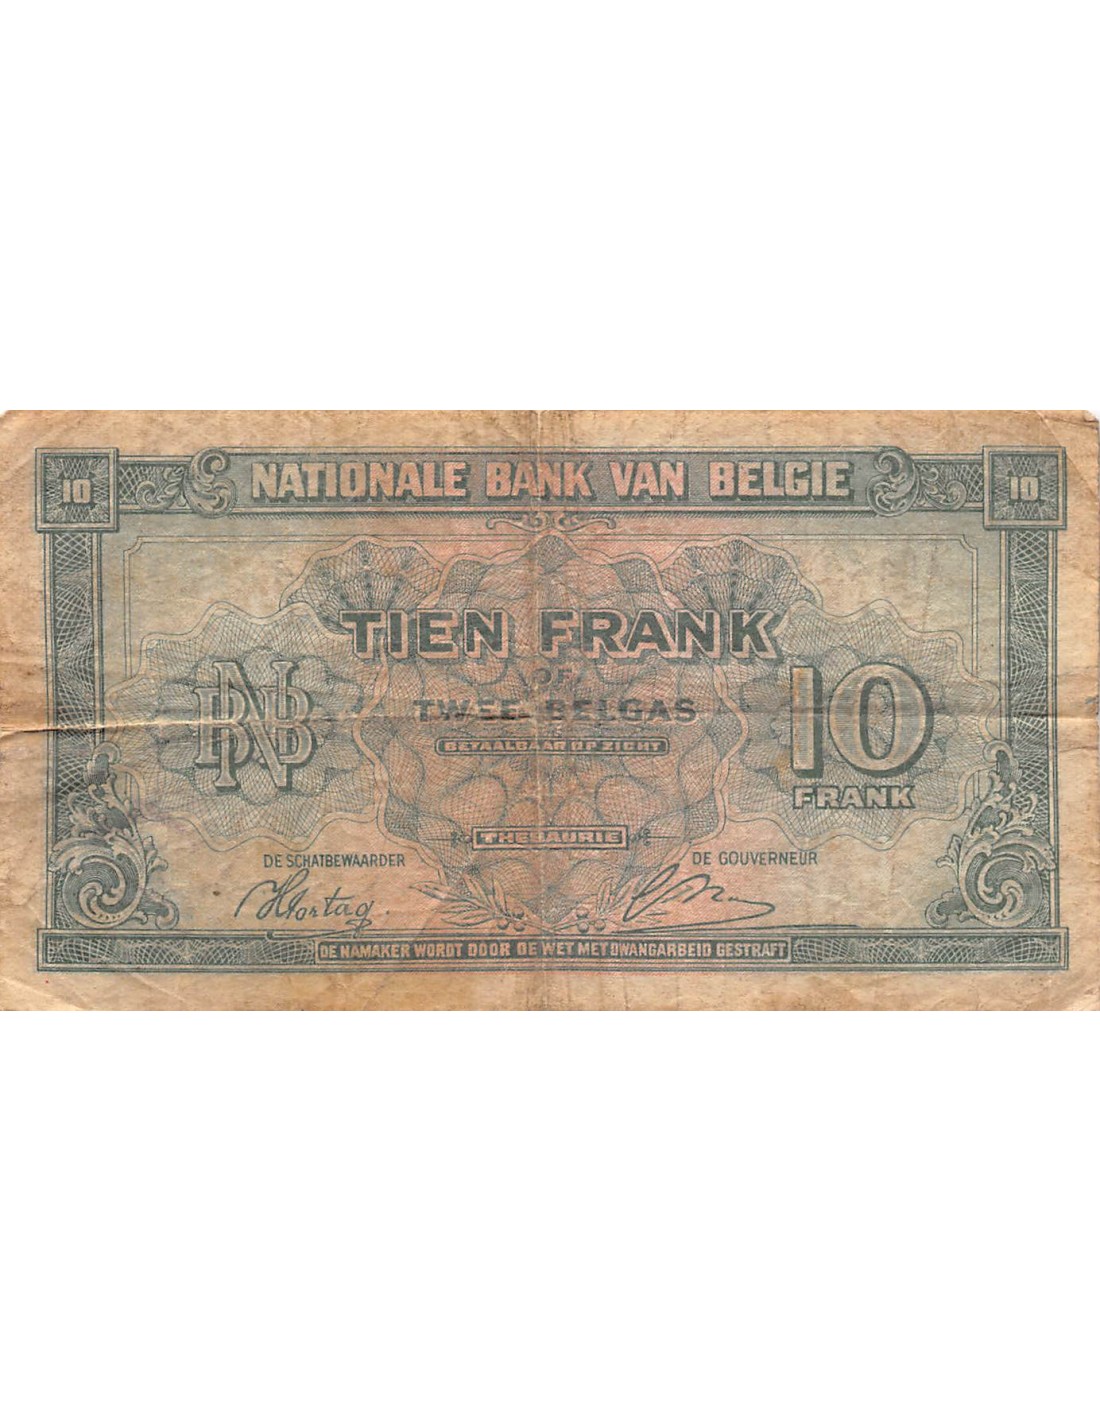 10 NATIONALE BANK VAN BELGIE 10
TIEN FRANK
OF
TWEE BELGAS
BETAALBAAR OP ZICHT
BNB
10
FRANK
THESAURIE
DE SCHATBEWAARDER
DE GOUVERNEUR
DE NAMAKER WORDT DOOR DE WET MET DWANGARBEID GESTRAFT